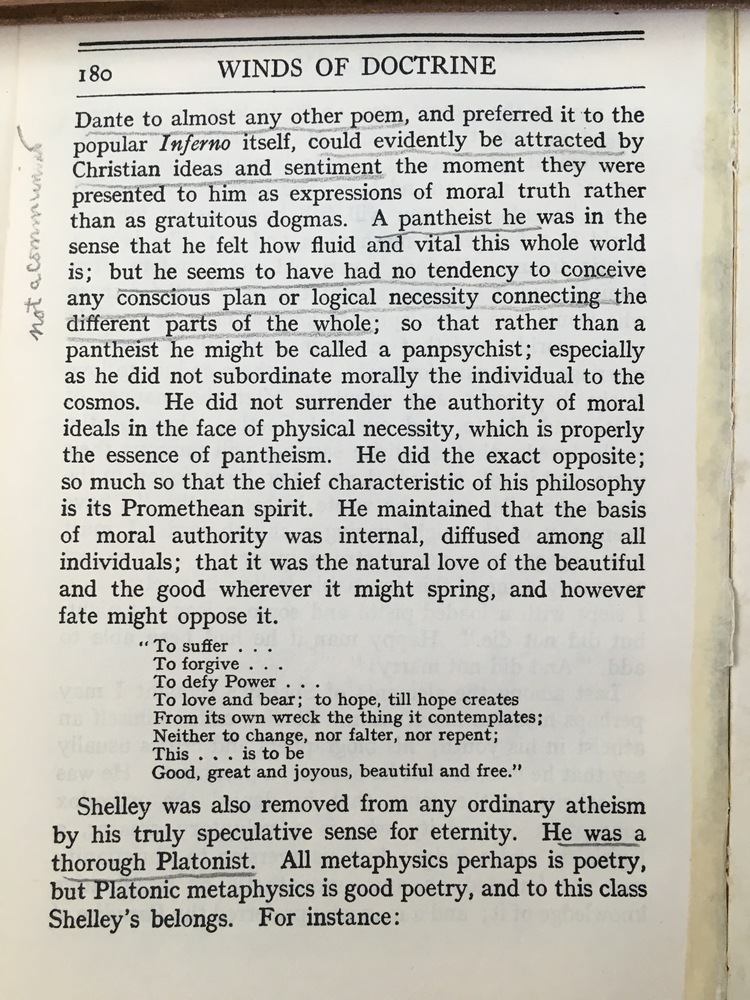 180 WINDS OF DOCTRINE
Dante to almost any other poem, and preferred it to the
popular Inferno itself, could evidently be attracted by
Christian ideas and sentiment the moment they were
presented to him as expressions of moral truth rather
than as gratuitous dogmas. A pantheist he was in the
sense that he felt how fluid and vital this whole world
is; but he seems to have had no tendency to conceive
any conscious plan or logical necessity connecting the
different parts of the whole; so that rather than a
pantheist he might be called a panpsychist; especially
as he did not subordinate morally the individual to the
cosmos. He did not surrender the authority of moral
ideals in the face of physical necessity, which is properly
the essence of pantheism. He did the exact opposite;
so much so that the chief characteristic of his philosophy
is its Promethean spirit. He maintained that the basis
of moral authority was internal, diffused among all
individuals; that it was the natural love of the beautiful
and the good wherever it might spring, and however
fate might oppose it.
"To suffer . . .
To forgive . . .
To defy Power . . .
To love and bear; to hope, till hope creates
From its own wreck the thing it contemplates;
Neither to change, nor falter, nor repent;
This . . . is to be
Good, great and joyous, beautiful and free."
Shelley was also removed from any ordinary atheism
by his truly speculative sense for eternity. He was a
thorough Platonist. All metaphysics perhaps is poetry,
but Platonic metaphysics is good poetry, and to this class
Shelley's belongs. For instance:
not a communist